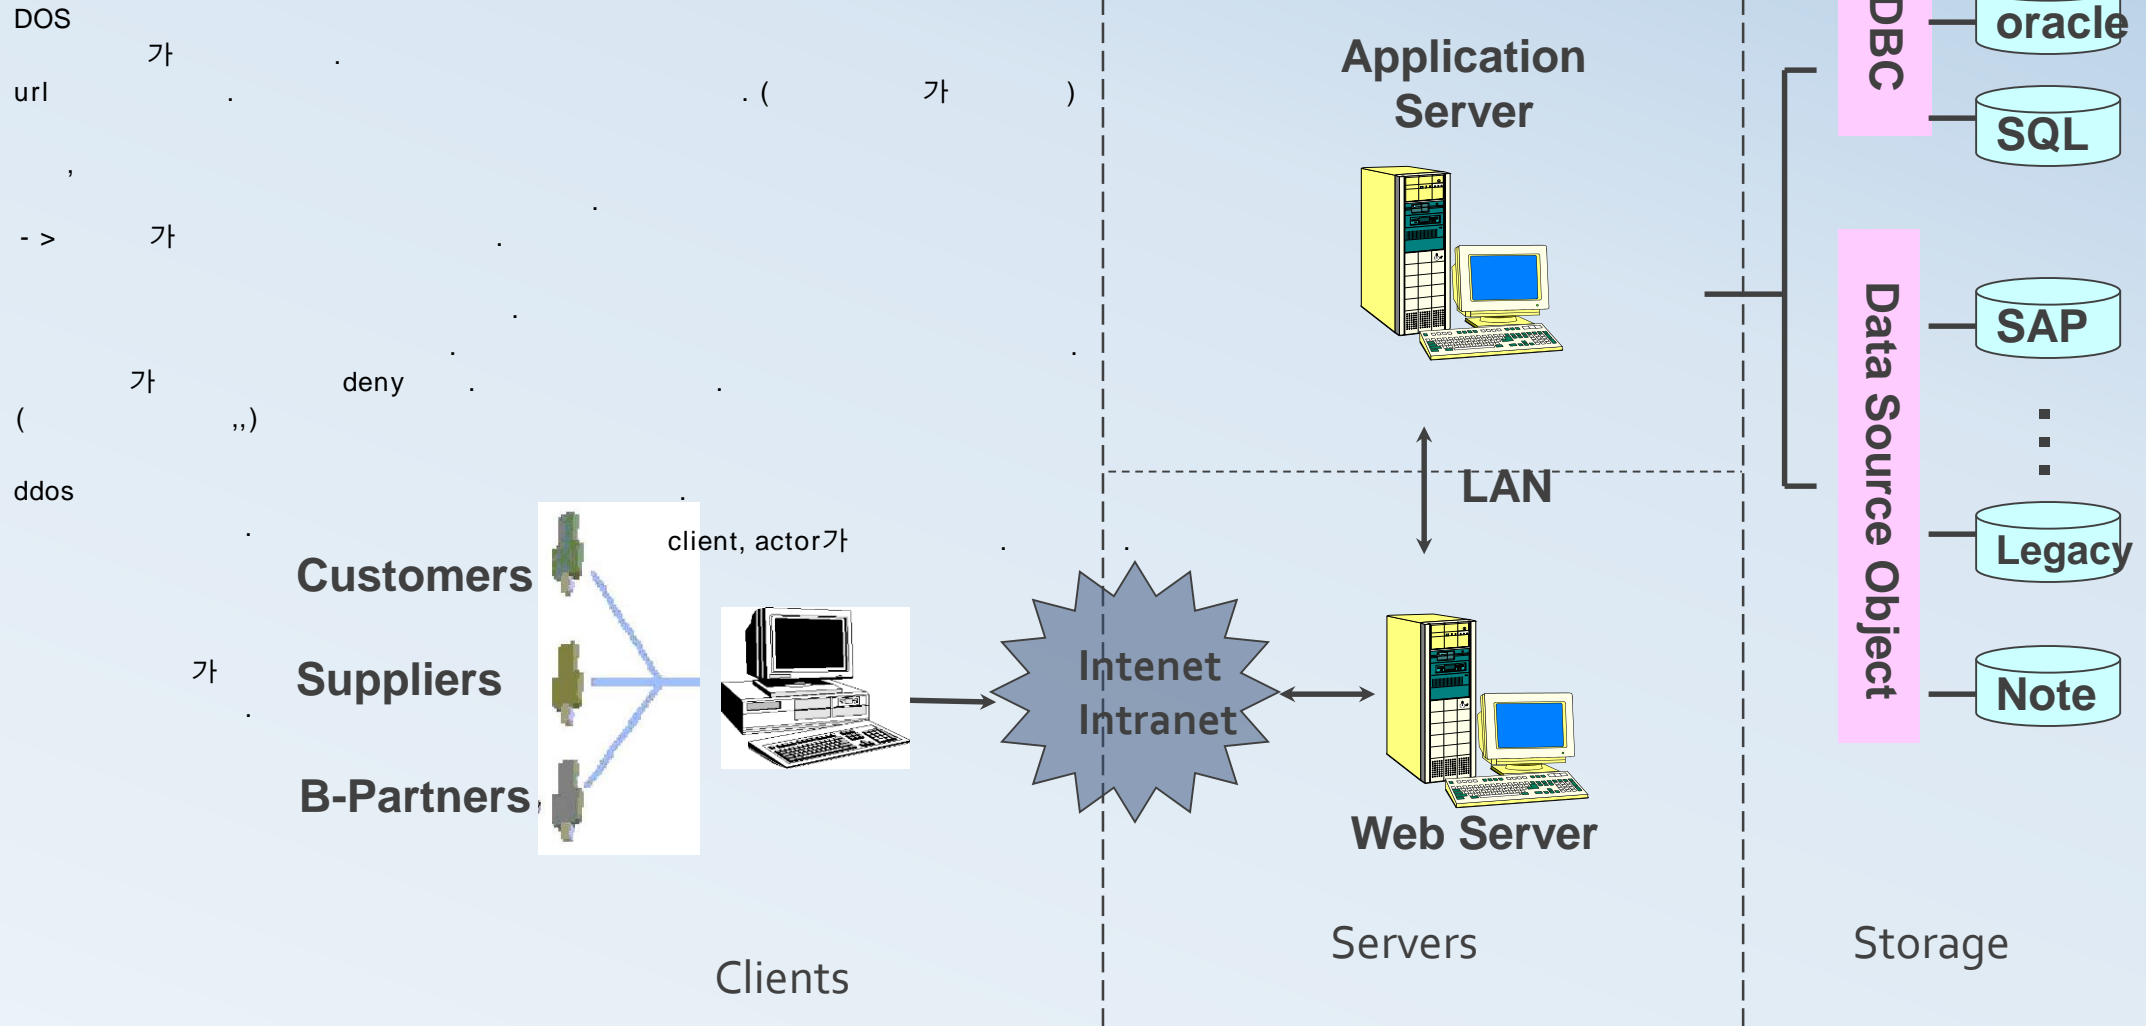 DOS
가 .
url . . ( 가 )
,
.
- > 가 .
.
. .
가 deny . .
( ,,)
ddos .
.
client, actor가 . .
가
.
Customers
Suppliers
B-Partners
Clients
Application
Server
LAN
Intenet
Intranet
Web Server
Servers
DBC
oracle
SQL
Data Source Object
SAP
Legacy
Note
Storage